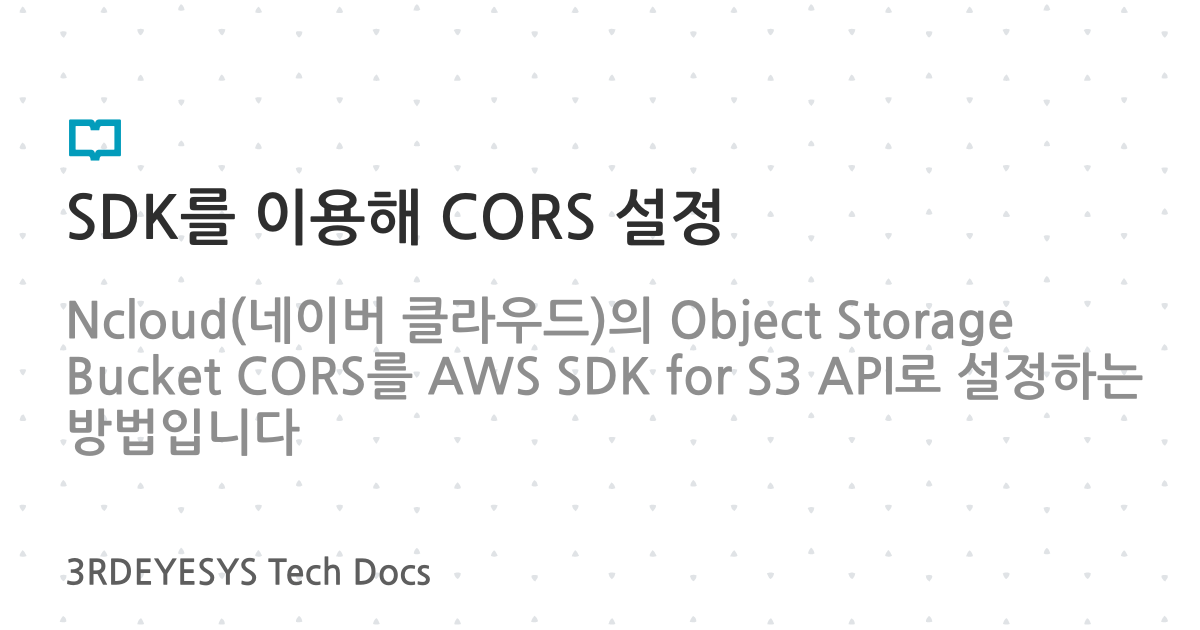 SDK를 이용해 CORS 설정
Ncloud(네이버 클라우드)의 Object Storage
Bucket CORS를 AWS SDK for S3 API로 설정하는
방법입니다
3RDEYESYS Tech Docs